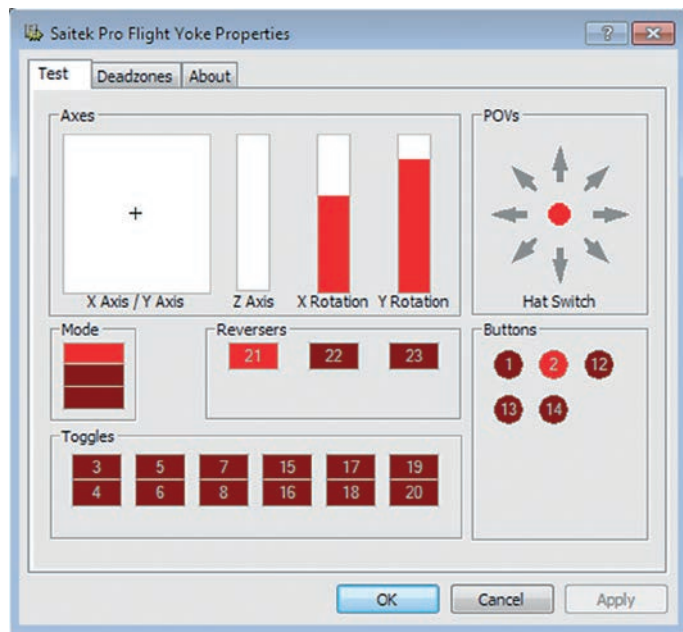 Saitek Pro Flight Yoke Properties
Test Deadzones About
Axes
X Axis / Y Axis Z Axis X Rotation Y Rotation
POVs
Hat Switch
Mode
Reversers
21 22 23
Buttons
1 2 12
13 14
Toggles
3 5 7 15 17 19
4 6 8 16 18 20
OK Cancel Apply